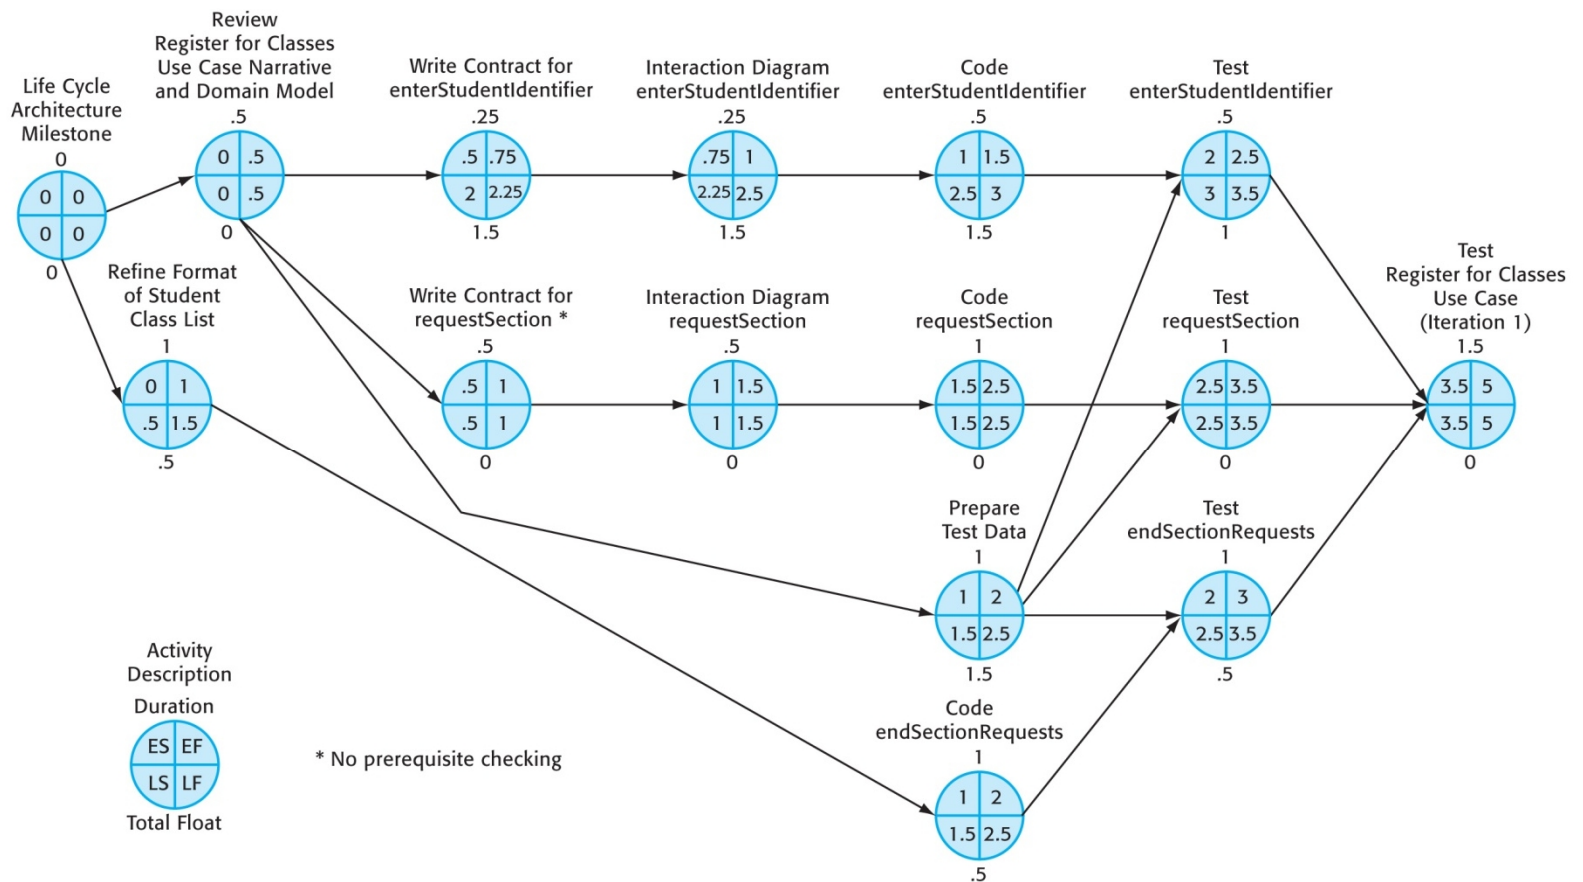 Life Cycle
Architecture
Milestone
0
0 0
0 0
0
Review
Register for Classes
Use Case Narrative
and Domain Model
.5
0 .5
0 .5
0
Write Contract for
enterStudentIdentifier
.25
.5 .75
2 2.25
1.5
Interaction Diagram
enterStudentIdentifier
.25
.75 1
2.25 2.5
1.5
Code
enterStudentIdentifier
.5
1 1.5
2.5 3
1.5
Test
enterStudentIdentifier
.5
2 2.5
3 3.5
1
Refine Format
of Student
Class List
1
0 1
.5 1.5
.5
Write Contract for
requestSection *
.5
.5 1
.5 1
0
Interaction Diagram
requestSection
.5
1 1.5
1 1.5
0
Code
requestSection
1
1.5 2.5
1.5 2.5
0
Test
requestSection
1
2.5 3.5
2.5 3.5
0
Test
Register for Classes
Use Case
(Iteration 1)
1.5
3.5 5
3.5 5
0
Prepare
Test Data
1
1 2
1.5 2.5
1.5
Test
endSectionRequests
1
2 3
2.5 3.5
.5
Code
endSectionRequests
1
1 2
1.5 2.5
.5
Activity
Description
Duration
ES EF
LS LF
Total Float
* No prerequisite checking